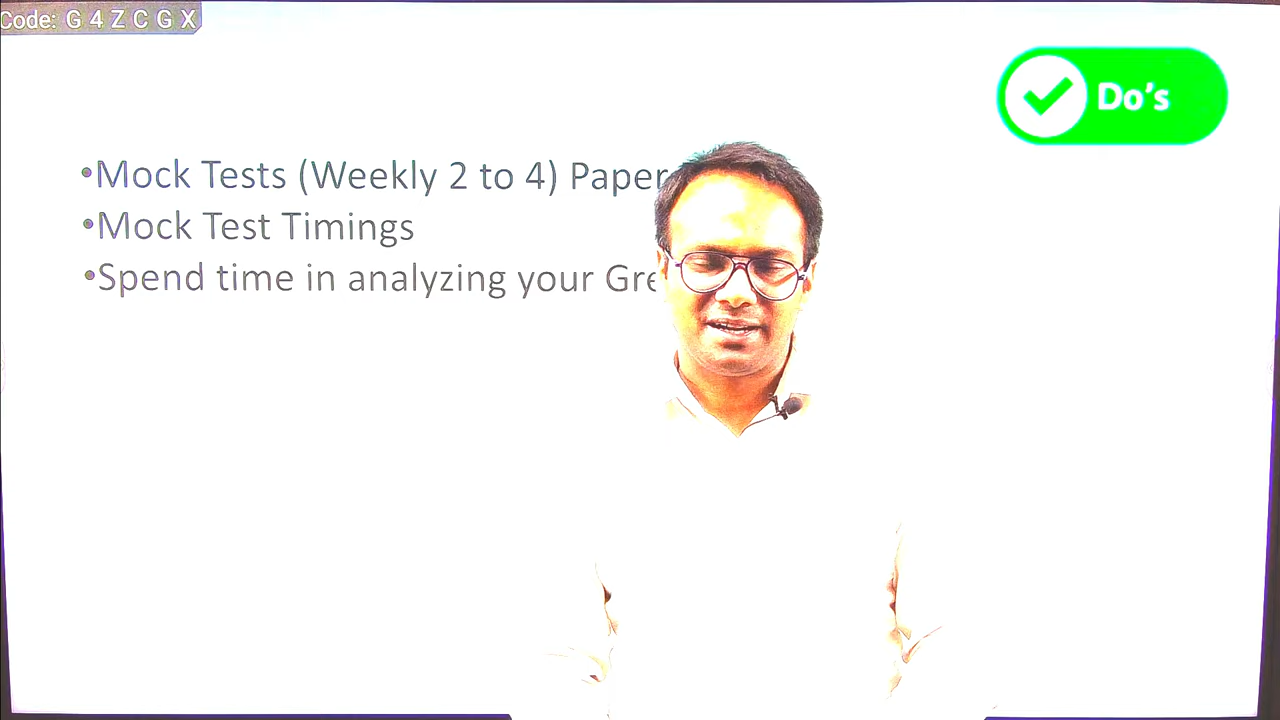 Code: G 4 Z C G X
Do's
•Mock Tests (Weekly 2 to 4) Paper
•Mock Test Timings
•Spend time in analyzing your